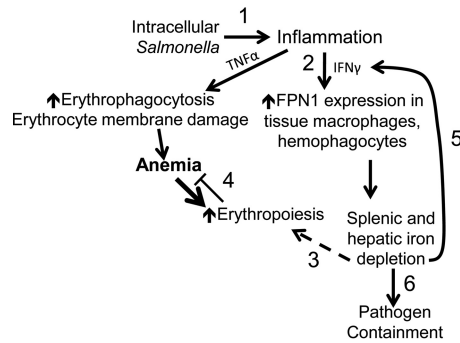 Intracellular 1
Salmonella Inflammation
TNFα 2 IFNγ
↑Erythrophagocytosis
Erythrocyte membrane damage
↑FPN1 expression in
tissue macrophages,
hemophagocytes
5
Anemia
4
↑Erythropoiesis
3
Splenic and
hepatic iron
depletion
6
Pathogen
Containment